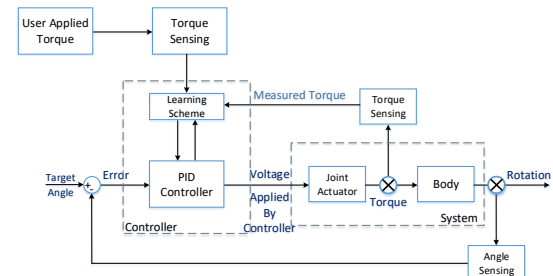 User Applied
Torque
Torque
Sensing
Learning
Scheme
Measured Torque
Torque
Sensing
Target
Angle
+
-
Error
PID
Controller
Voltage
Applied
By
Controller
Joint
Actuator
Torque
Body
Rotation
Controller
System
Angle
Sensing